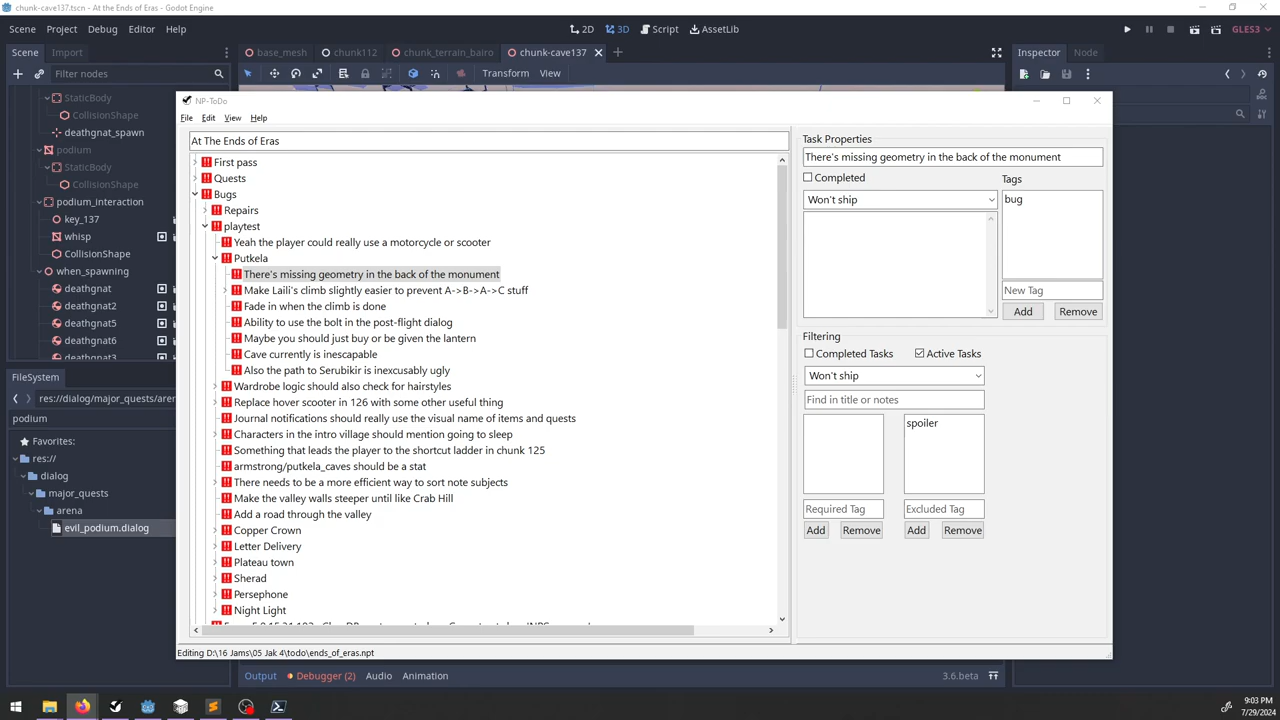 chunk-cave137.tscn - At the Ends of Eras - Godot Engine
Scene Project Debug Editor Help
2D 3D Script AssetLib
GLES3
Scene Import
base_mesh chunk112 chunk_terrain_bairo chunk-cave137
Inspector Node
Filter nodes
Transform View
StaticBody
CollisionShape
deathgnat_spawn
podium
StaticBody
CollisionShape
podium_interaction
key_137
whisp
CollisionShape
when_spawning
deathgnat
deathgnat2
deathgnat5
deathgnat6
deathgnat3
FileSystem
res://dialog/major_quests/aren
podium
Favorites:
res://
dialog
major_quests
arena
evil_podium.dialog
NP-ToDo
File Edit View Help
At The Ends of Eras
First pass
Quests
Bugs
Repairs
playtest
Yeah the player could really use a motorcycle or scooter
Putkela
There's missing geometry in the back of the monument
Make Laili's climb slightly easier to prevent A->B->A->C stuff
Fade in when the climb is done
Ability to use the bolt in the post-flight dialog
Maybe you should just buy or be given the lantern
Cave currently is inescapable
Also the path to Serubikir is inexcusably ugly
Wardrobe logic should also check for hairstyles
Replace hover scooter in 126 with some other useful thing
Journal notifications should really use the visual name of items and quests
Characters in the intro village should mention going to sleep
Something that leads the player to the shortcut ladder in chunk 125
armstrong/putkela_caves should be a stat
There needs to be a more efficient way to sort note subjects
Make the valley walls steeper until like Crab Hill
Add a road through the valley
Copper Crown
Letter Delivery
Plateau town
Sherad
Persephone
Night Light
Editing D:\16 Jams\05 Jak 4\todo\ends_of_eras.npt
Task Properties
There's missing geometry in the back of the monument
Completed
Tags
Won't ship
bug
New Tag
Add Remove
Filtering
Completed Tasks Active Tasks
Won't ship
Find in title or notes
spoiler
Required Tag Excluded Tag
Add Remove Add Remove
Output Debugger (2) Audio Animation
3.6.beta
9:03 PM
7/29/2024